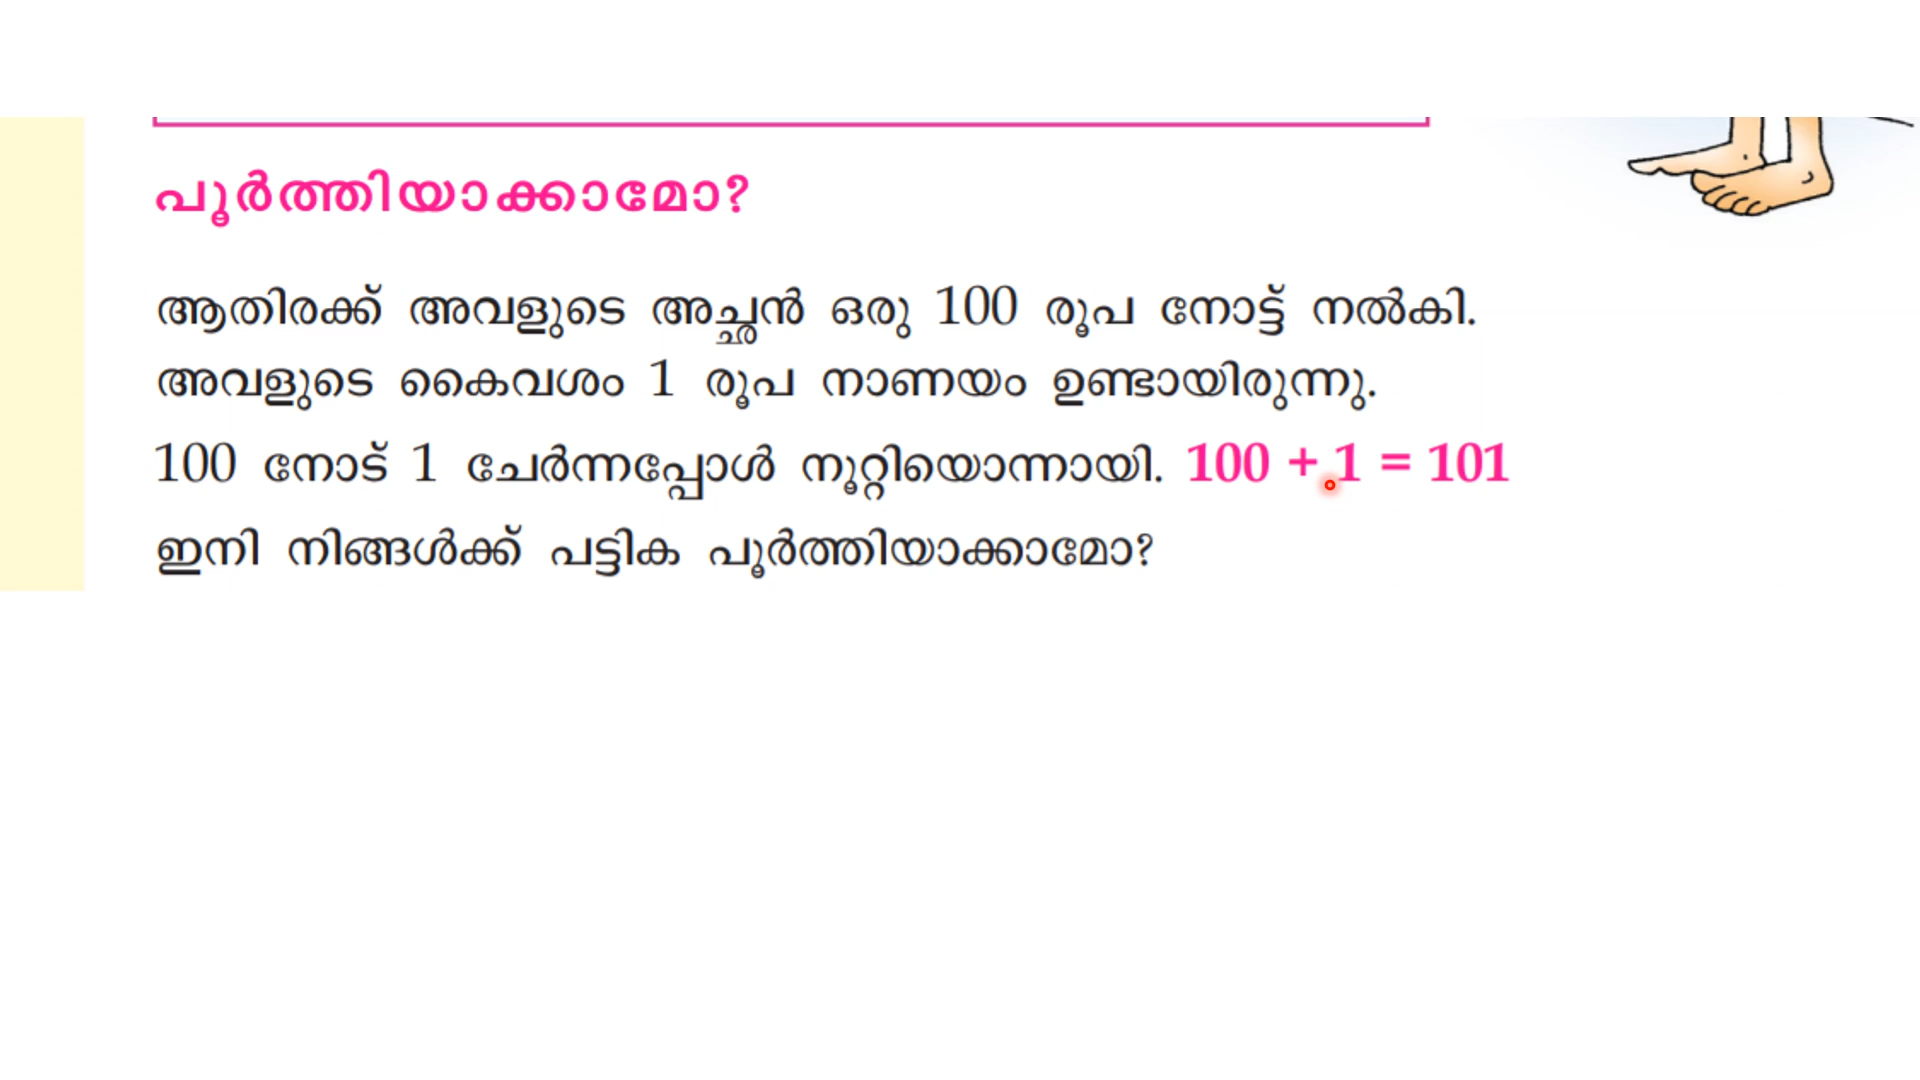 പൂർത്തിയാക്കാമോ?
ആതിരക്ക് അവളുടെ അച്ഛൻ ഒരു 100 രൂപ നോട്ട് നൽകി.
അവളുടെ കൈവശം 1 രൂപ നാണയം ഉണ്ടായിരുന്നു.
100 നോട് 1 ചേർന്നപ്പോൾ നൂറ്റിയൊന്നായി. 100 + 1 = 101
ഇനി നിങ്ങൾക്ക് പട്ടിക പൂർത്തിയാക്കാമോ?